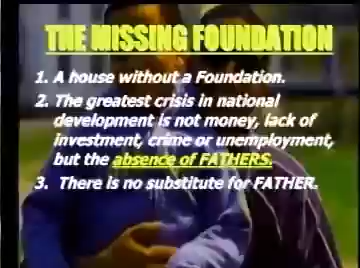 THE MISSING FOUNDATION
1. A house without a Foundation.
2. The greatest crisis in national
development is not money, lack of
investment, crime or unemployment,
but the absence of FATHERS.
3. There is no substitute for FATHER.